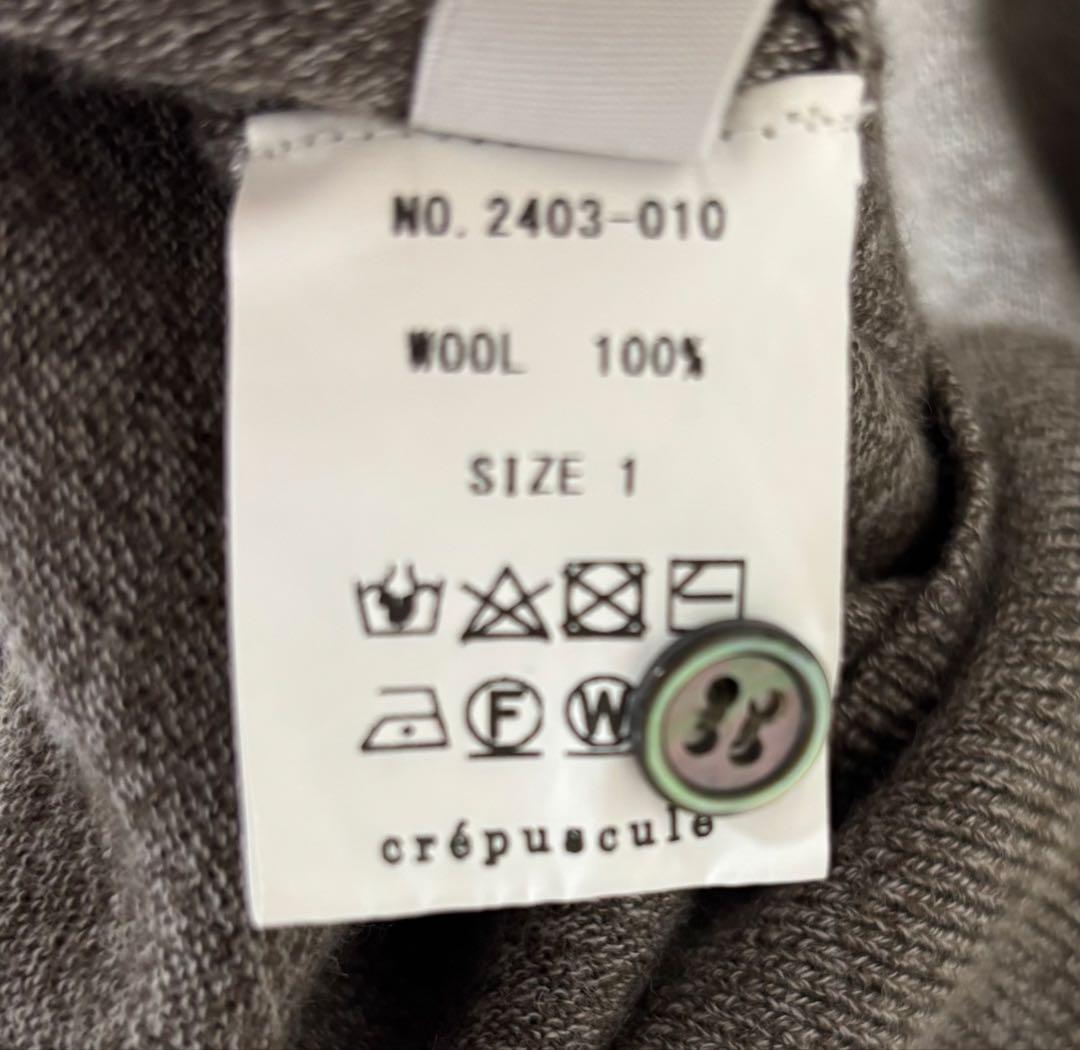 NO. 2403-010
WOOL 100%
SIZE 1
F W
crépuscule